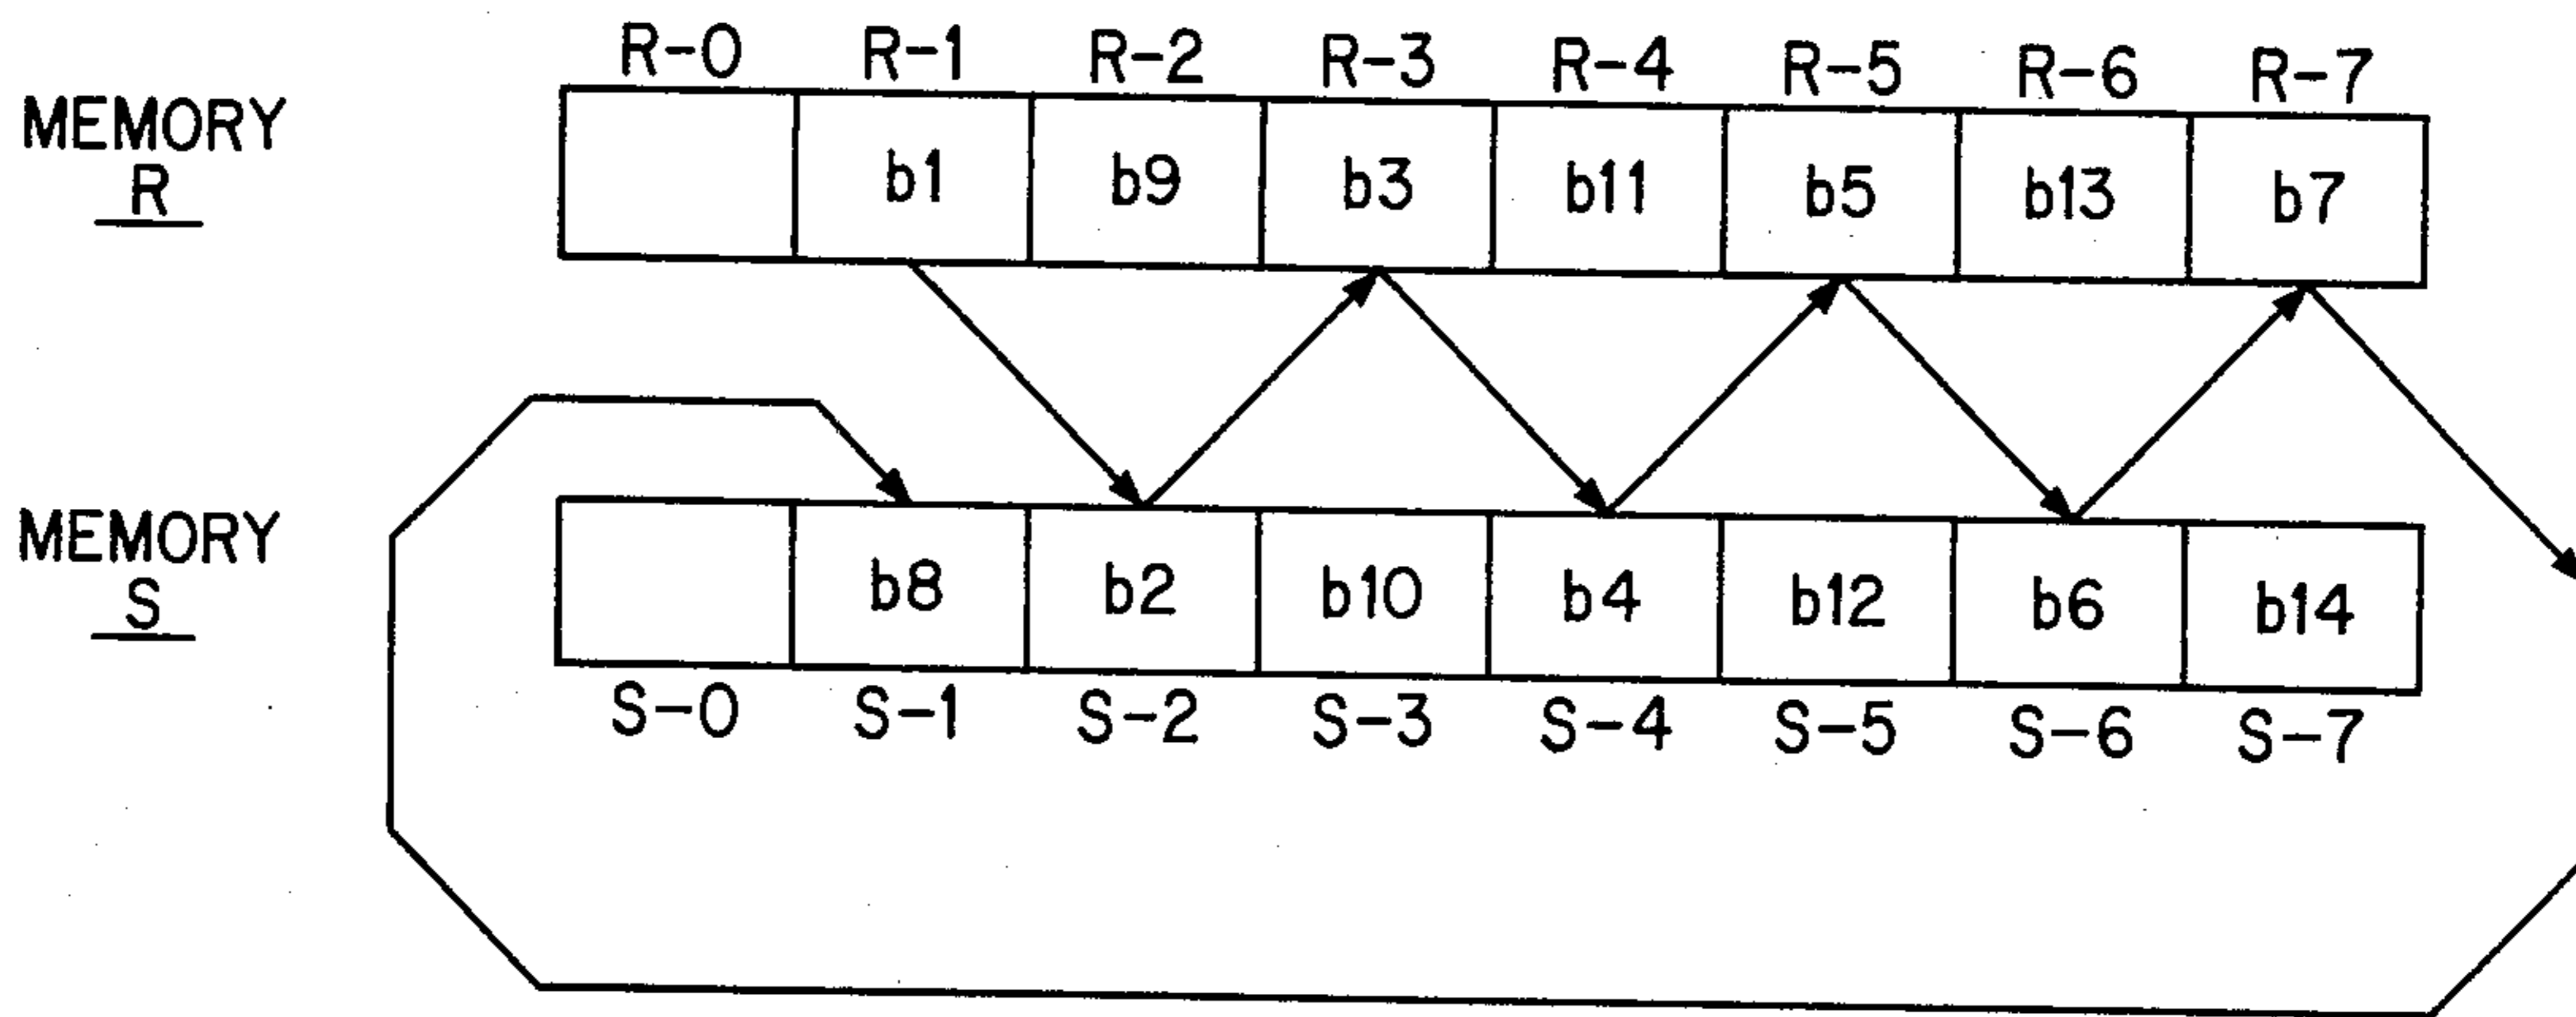 R-0 R-1 R-2 R-3 R-4 R-5 R-6 R-7
MEMORY
R
b1 b9 b3 b11 b5 b13 b7
MEMORY
S
b8 b2 b10 b4 b12 b6 b14
S-0 S-1 S-2 S-3 S-4 S-5 S-6 S-7